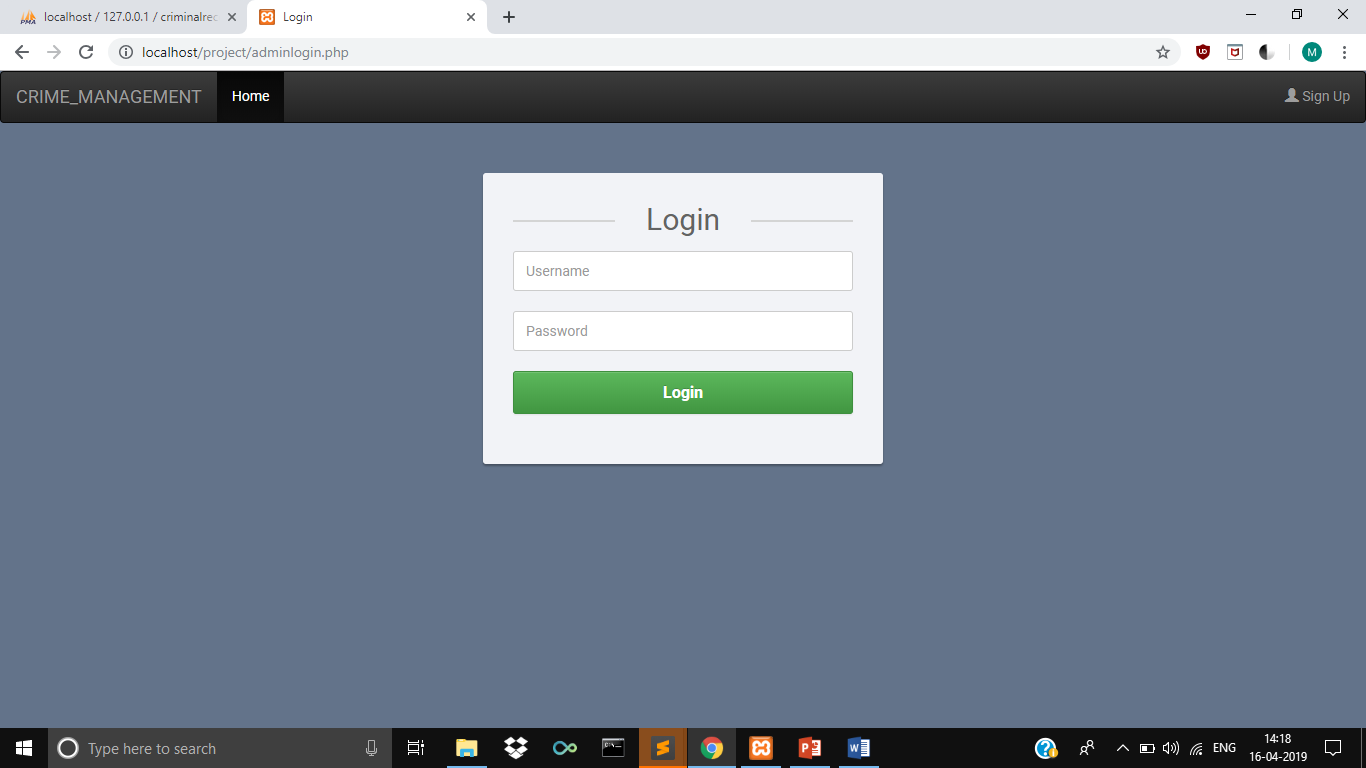 localhost / 127.0.0.1 / criminalrec
Login
localhost/project/adminlogin.php
M
CRIME_MANAGEMENT
Home
Sign Up
Login
Username
Password
Login
Type here to search
ENG
14:18
16-04-2019